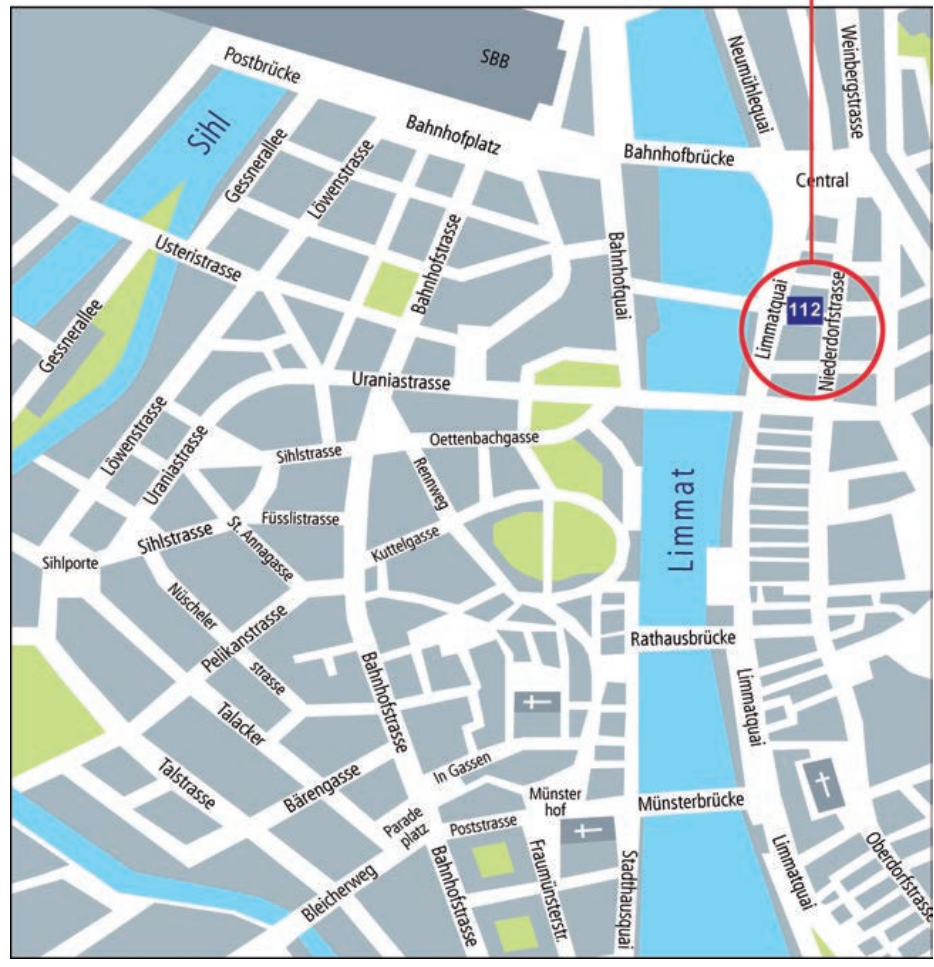 SBB
Postbrücke
Sihl
Gessnerallee
Löwenstrasse
Bahnhofplatz
Neumühlequai
Weinbergstrasse
Bahnhofbrücke
Central
Usteristrasse
Bahnhofstrasse
Bahnhofquai
Limmatquai
112
Niederdorfstrasse
Gessnerallee
Uraniastrasse
Löwenstrasse
Uraniastrasse
Sihlstrasse
Oettenbachgasse
Rennweg
Limmat
Sihlstrasse
Füsslistrasse
St. Annagasse
Kuttelgasse
Sihlporte
Nüscheler
strasse
Pelikanstrasse
Rathausbrücke
Bahnhofstrasse
Limmatquai
Talacker
Talstrasse
Bärengasse
In Gassen
Münster
hof
Münsterbrücke
Parade
platz
Poststrasse
Bleicherweg
Bahnhofstrasse
Fraumünsterstr.
Stadthausquai
Limmatquai
Oberdorfstrasse